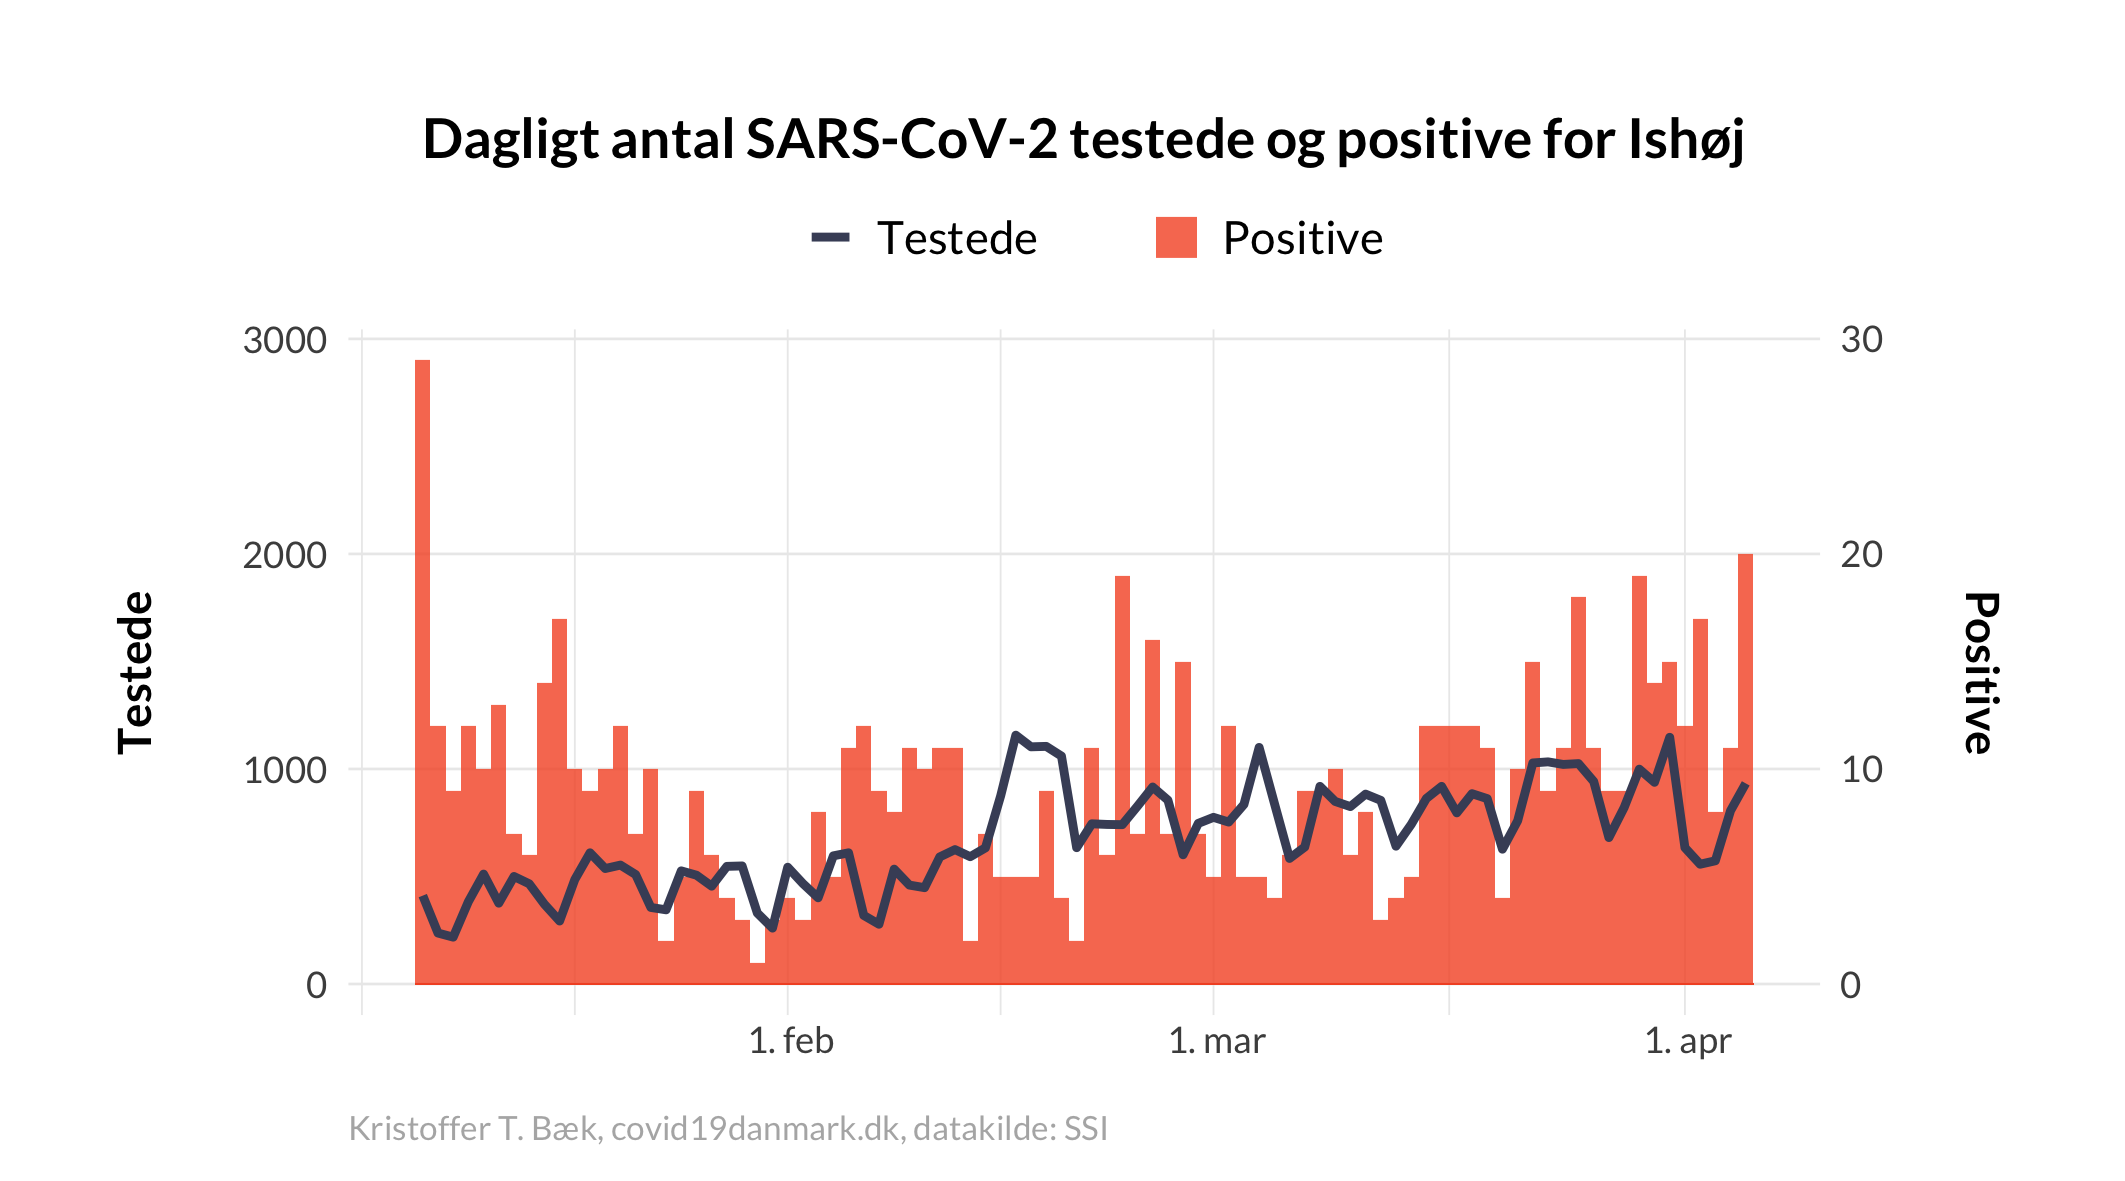 Dagligt antal SARS-CoV-2 testede og positive for Ishøj
Testede
Positive
3000
2000
1000
0
Testede
30
20
10
0
Positive
1. feb
1. mar
1. apr
Kristoffer T. Bæk, covid19danmark.dk, datakilde: SSI